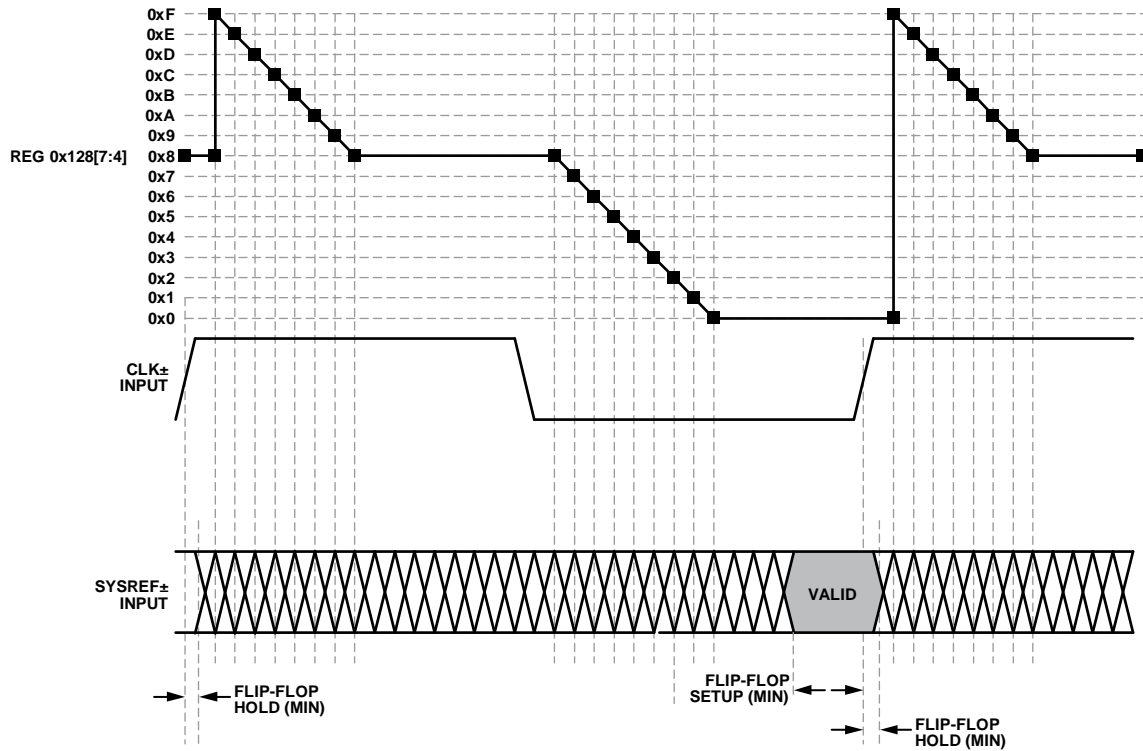 0xF
0xE
0xD
0xC
0xB
0xA
0x9
REG 0x128[7:4] 0x8
0x7
0x6
0x5
0x4
0x3
0x2
0x1
0x0
CLK±
INPUT
SYSREF±
INPUT
VALID
FLIP-FLOP
HOLD (MIN)
FLIP-FLOP
SETUP (MIN)
FLIP-FLOP
HOLD (MIN)